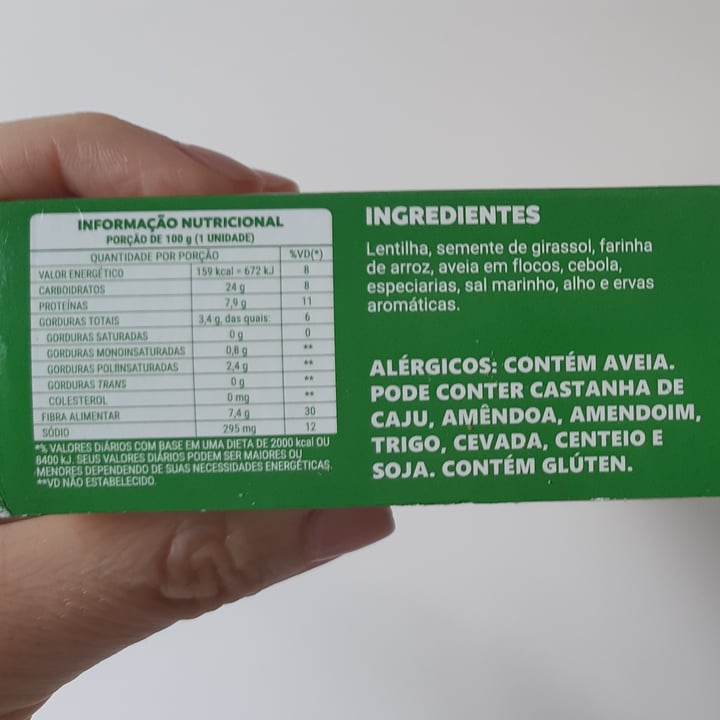 INFORMAÇÃO NUTRICIONAL
PORÇÃO DE 100 g (1 UNIDADE)
QUANTIDADE POR PORÇÃO %VD(*)
VALOR ENERGÉTICO 159 kcal = 672 kJ 8
CARBOIDRATOS 24 g 8
PROTEÍNAS 7,9 g 11
GORDURAS TOTAIS 3,4 g, das quais: 6
GORDURAS SATURADAS 0 g 0
GORDURAS MONOINSATURADAS 0,8 g **
GORDURAS POLIINSATURADAS 2,4 g **
GORDURAS TRANS 0 g **
COLESTEROL 0 mg **
FIBRA ALIMENTAR 7,4 g 30
SÓDIO 295 mg 12
*% VALORES DIÁRIOS COM BASE EM UMA DIETA DE 2000 kcal OU
8400 kJ. SEUS VALORES DIÁRIOS PODEM SER MAIORES OU
MENORES DEPENDENDO DE SUAS NECESSIDADES ENERGÉTICAS.
**VD NÃO ESTABELECIDO.
INGREDIENTES
Lentilha, semente de girassol, farinha
de arroz, aveia em flocos, cebola,
especiarias, sal marinho, alho e ervas
aromáticas.
ALÉRGICOS: CONTÉM AVEIA.
PODE CONTER CASTANHA DE
CAJU, AMÊNDOA, AMENDOIM,
TRIGO, CEVADA, CENTEIO E
SOJA. CONTÉM GLÚTEN.